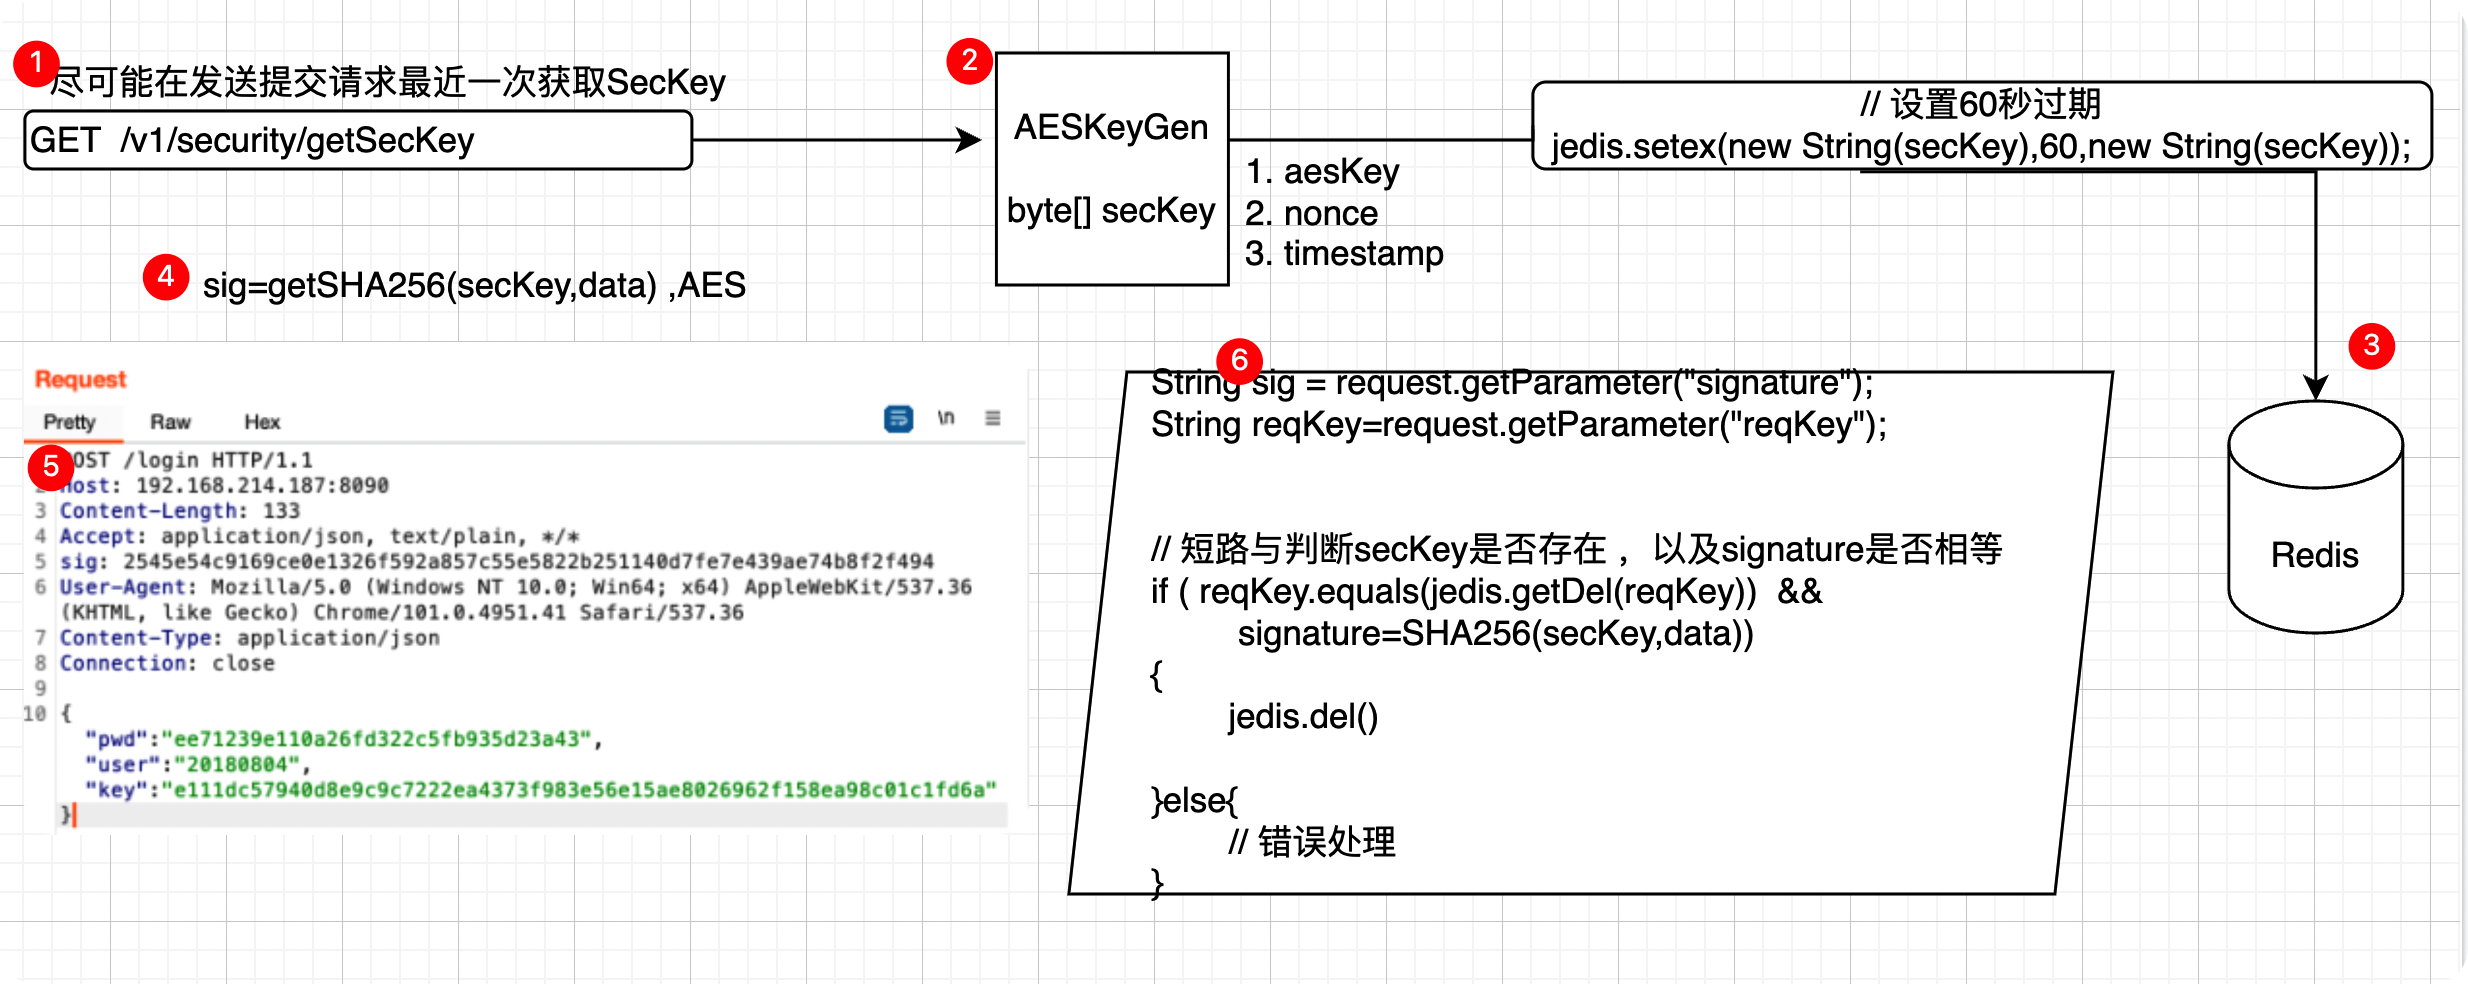 1
尽可能在发送提交请求最近一次获取SecKey
GET /v1/security/getSecKey
2
AESKeyGen
byte[] secKey
1. aesKey
2. nonce
3. timestamp
// 设置60秒过期
jedis.setex(new String(secKey),60,new String(secKey));
3
Redis
4
sig=getSHA256(secKey,data) ,AES
Request
Pretty Raw Hex
\n
5
OST /login HTTP/1.1
2 Host: 192.168.214.187:8090
3 Content-Length: 133
4 Accept: application/json, text/plain, */*
5 sig: 2545e54c9169ce0e1326f592a857c55e5822b251140d7fe7e439ae74b8f2f494
6 User-Agent: Mozilla/5.0 (Windows NT 10.0; Win64; x64) AppleWebKit/537.36
(KHTML, like Gecko) Chrome/101.0.4951.41 Safari/537.36
7 Content-Type: application/json
8 Connection: close
9
10 {
"pwd":"ee71239e110a26fd322c5fb935d23a43",
"user":"20180804",
"key":"e111dc57940d8e9c9c7222ea4373f983e56e15ae8026962f158ea98c01c1fd6a"
}
6
String sig = request.getParameter("signature");
String reqKey=request.getParameter("reqKey");
// 短路与判断secKey是否存在 ，以及signature是否相等
if ( reqKey.equals(jedis.getDel(reqKey)) &&
signature=SHA256(secKey,data))
{
jedis.del()
}else{
// 错误处理
}